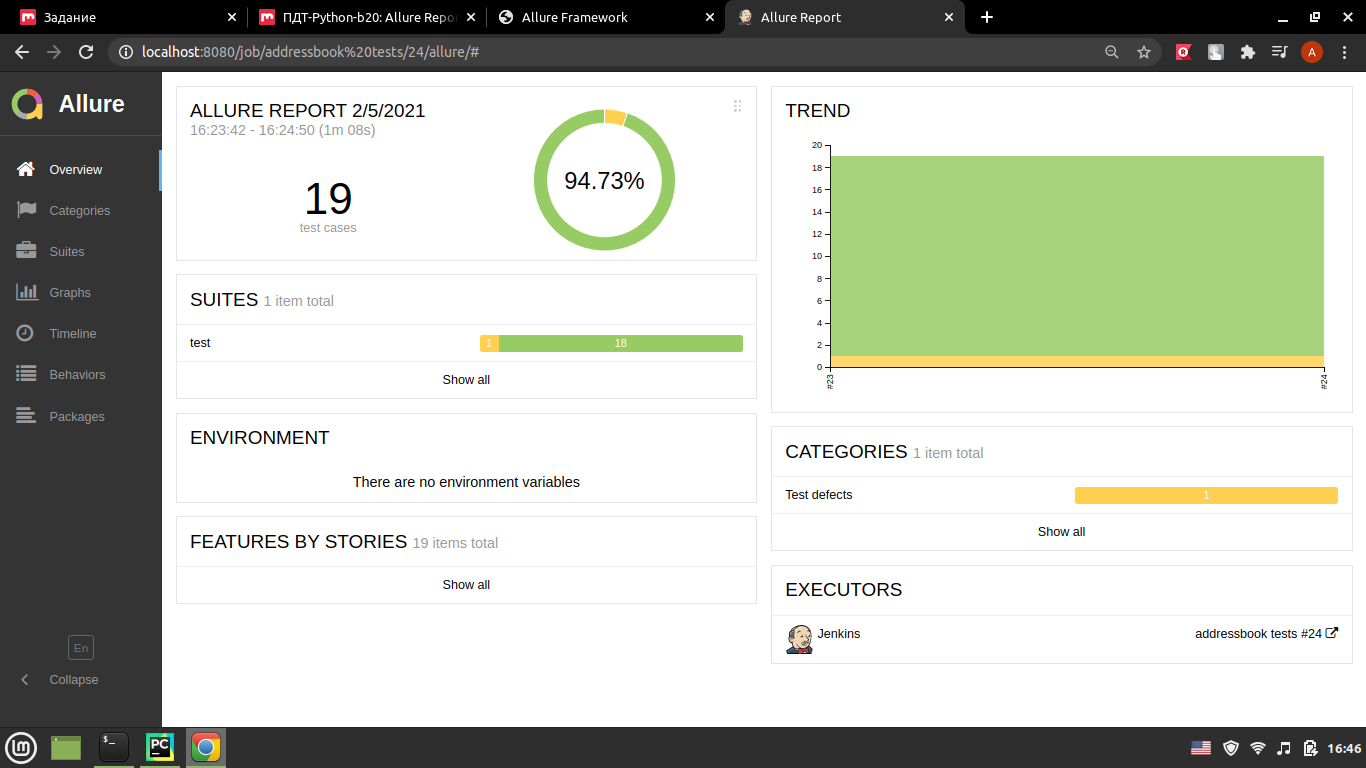 Задание
ПДТ-Python-b20: Allure Repor
Allure Framework
Allure Report
localhost:8080/job/addressbook%20tests/24/allure/#
A
Allure
Overview
Categories
Suites
Graphs
Timeline
Behaviors
Packages
En
Collapse
ALLURE REPORT 2/5/2021
16:23:42 - 16:24:50 (1m 08s)
19
test cases
94.73%
SUITES 1 item total
test
1
18
Show all
ENVIRONMENT
There are no environment variables
FEATURES BY STORIES 19 items total
Show all
TREND
20
18
16
14
12
10
8
6
4
2
0
#23
#24
CATEGORIES 1 item total
Test defects
1
Show all
EXECUTORS
Jenkins
addressbook tests #24
$_
PC
16:46